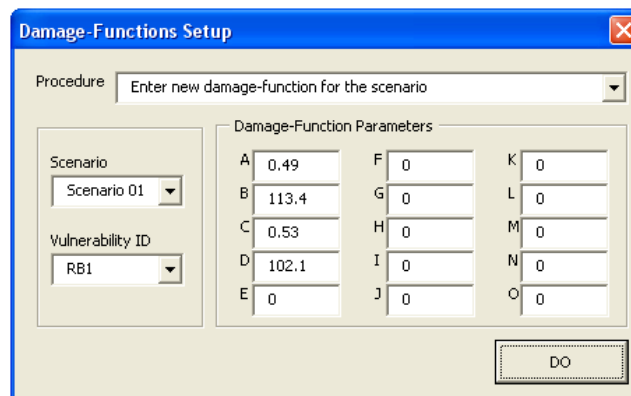 Damage-Functions Setup
Procedure Enter new damage-function for the scenario
Damage-Function Parameters
Scenario
Scenario 01
Vulnerability ID
RB1
A 0.49 F 0 K 0
B 113.4 G 0 L 0
C 0.53 H 0 M 0
D 102.1 I 0 N 0
E 0 J 0 O 0
DO